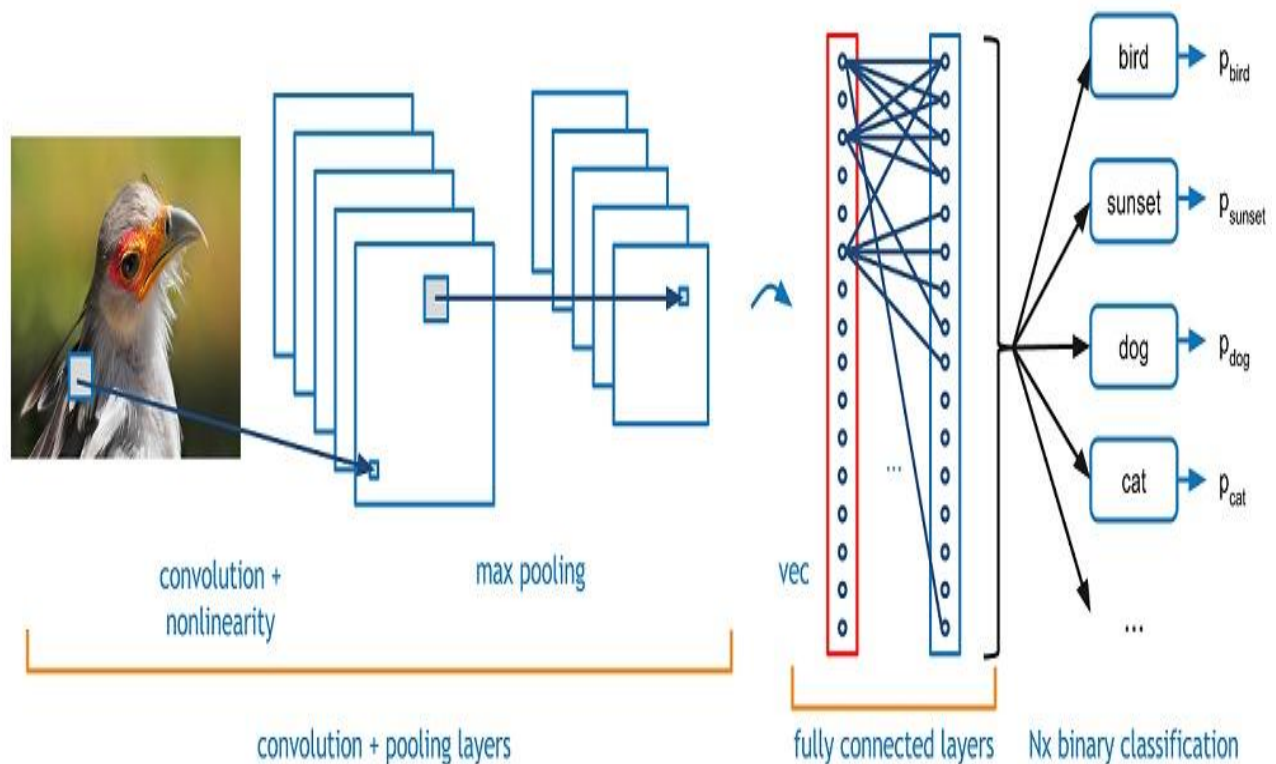 bird
p_bird
sunset
p_sunset
dog
p_dog
...
cat
p_cat
convolution +
nonlinearity
max pooling
vec
...
convolution + pooling layers
fully connected layers
Nx binary classification